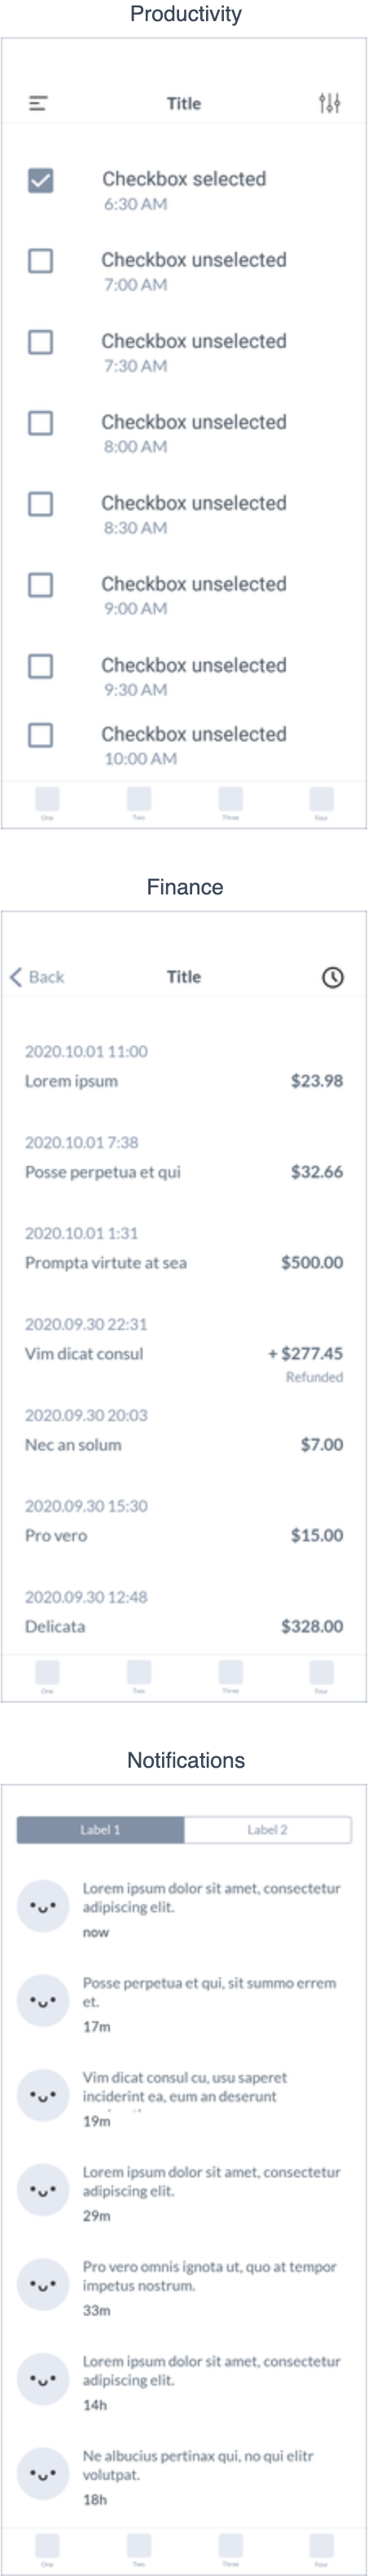 Productivity
Title
Checkbox selected
6:30 AM
Checkbox unselected
7:00 AM
Checkbox unselected
7:30 AM
Checkbox unselected
8:00 AM
Checkbox unselected
8:30 AM
Checkbox unselected
9:00 AM
Checkbox unselected
9:30 AM
Checkbox unselected
10:00 AM
One Two Three Four
Finance
Back Title
2020.10.01 11:00
Lorem ipsum $23.98
2020.10.01 7:38
Posse perpetua et qui $32.66
2020.10.01 1:31
Prompta virtute at sea $500.00
2020.09.30 22:31
Vim dicat consul + $277.45
Refunded
2020.09.30 20:03
Nec an solum $7.00
2020.09.30 15:30
Pro vero $15.00
2020.09.30 12:48
Delicata $328.00
One Two Three Four
Notifications
Label 1 Label 2
Lorem ipsum dolor sit amet, consectetur
adipiscing elit.
now
Posse perpetua et qui, sit summo errem
et.
17m
Vim dicat consul cu, usu saperet
inciderint ea, eum an deserunt
19m
Lorem ipsum dolor sit amet, consectetur
adipiscing elit.
29m
Pro vero omnis ignota ut, quo at tempor
impetus nostrum.
33m
Lorem ipsum dolor sit amet, consectetur
adipiscing elit.
14h
Ne albucius pertinax qui, no qui elitr
volutpat.
18h
One Two Three Four